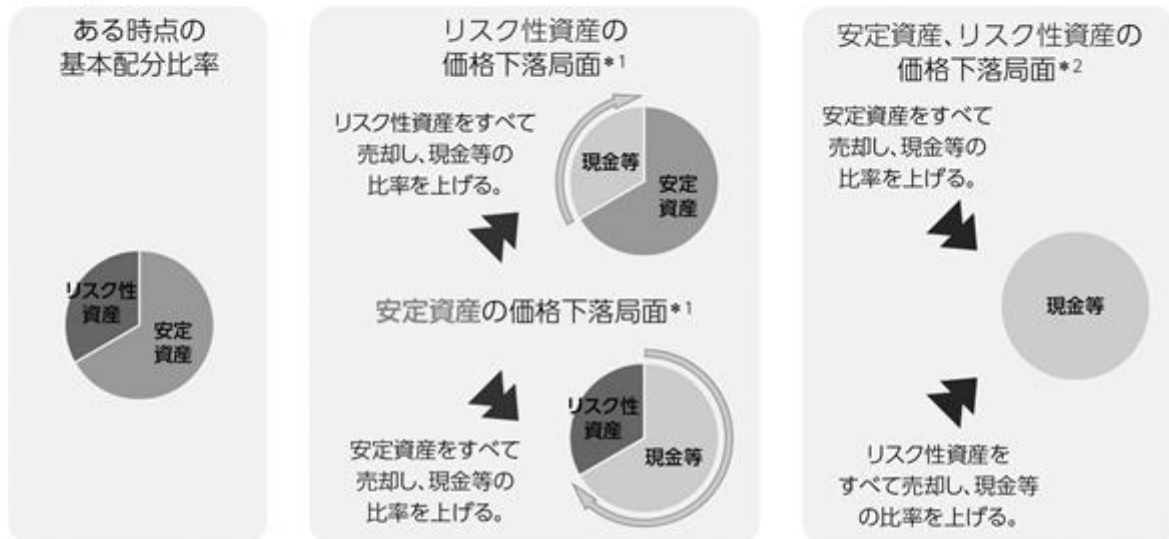 ある時点の
基本配分比率
リスク性
資産
安定
資産
リスク性資産の
価格下落局面*1
リスク性資産をすべて
売却し、現金等の
比率を上げる。
現金等
安定
資産
安定資産の価格下落局面*1
安定資産をすべて
売却し、現金等の
比率を上げる。
リスク性
資産
現金等
安定資産、リスク性資産の
価格下落局面*2
安定資産をすべて
売却し、現金等の
比率を上げる。
現金等
リスク性資産を
すべて売却し、現金等
の比率を上げる。